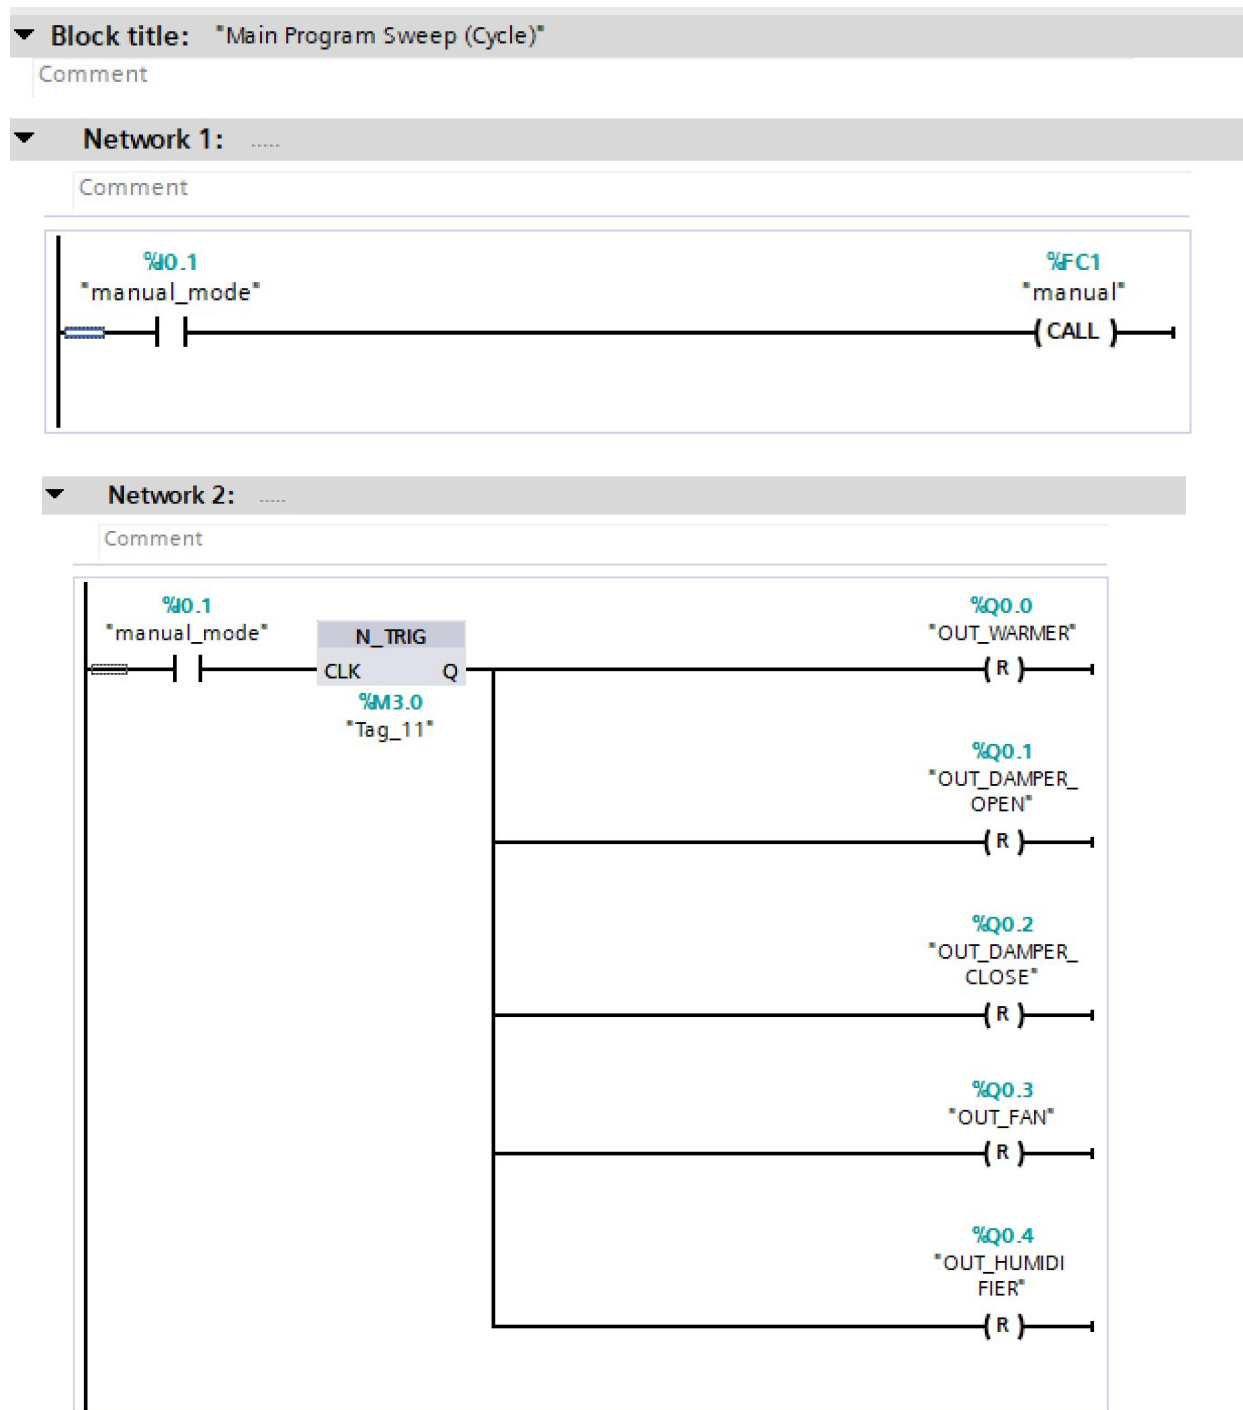 Block title: "Main Program Sweep (Cycle)"
Comment
Network 1: .....
Comment
%I0.1
"manual_mode"
%FC1
"manual"
( CALL )
Network 2: .....
Comment
%I0.1
"manual_mode"
N_TRIG
CLK Q
%M3.0
"Tag_11"
%Q0.0
"OUT_WARMER"
( R )
%Q0.1
"OUT_DAMPER_
OPEN"
( R )
%Q0.2
"OUT_DAMPER_
CLOSE"
( R )
%Q0.3
"OUT_FAN"
( R )
%Q0.4
"OUT_HUMIDI
FIER"
( R )